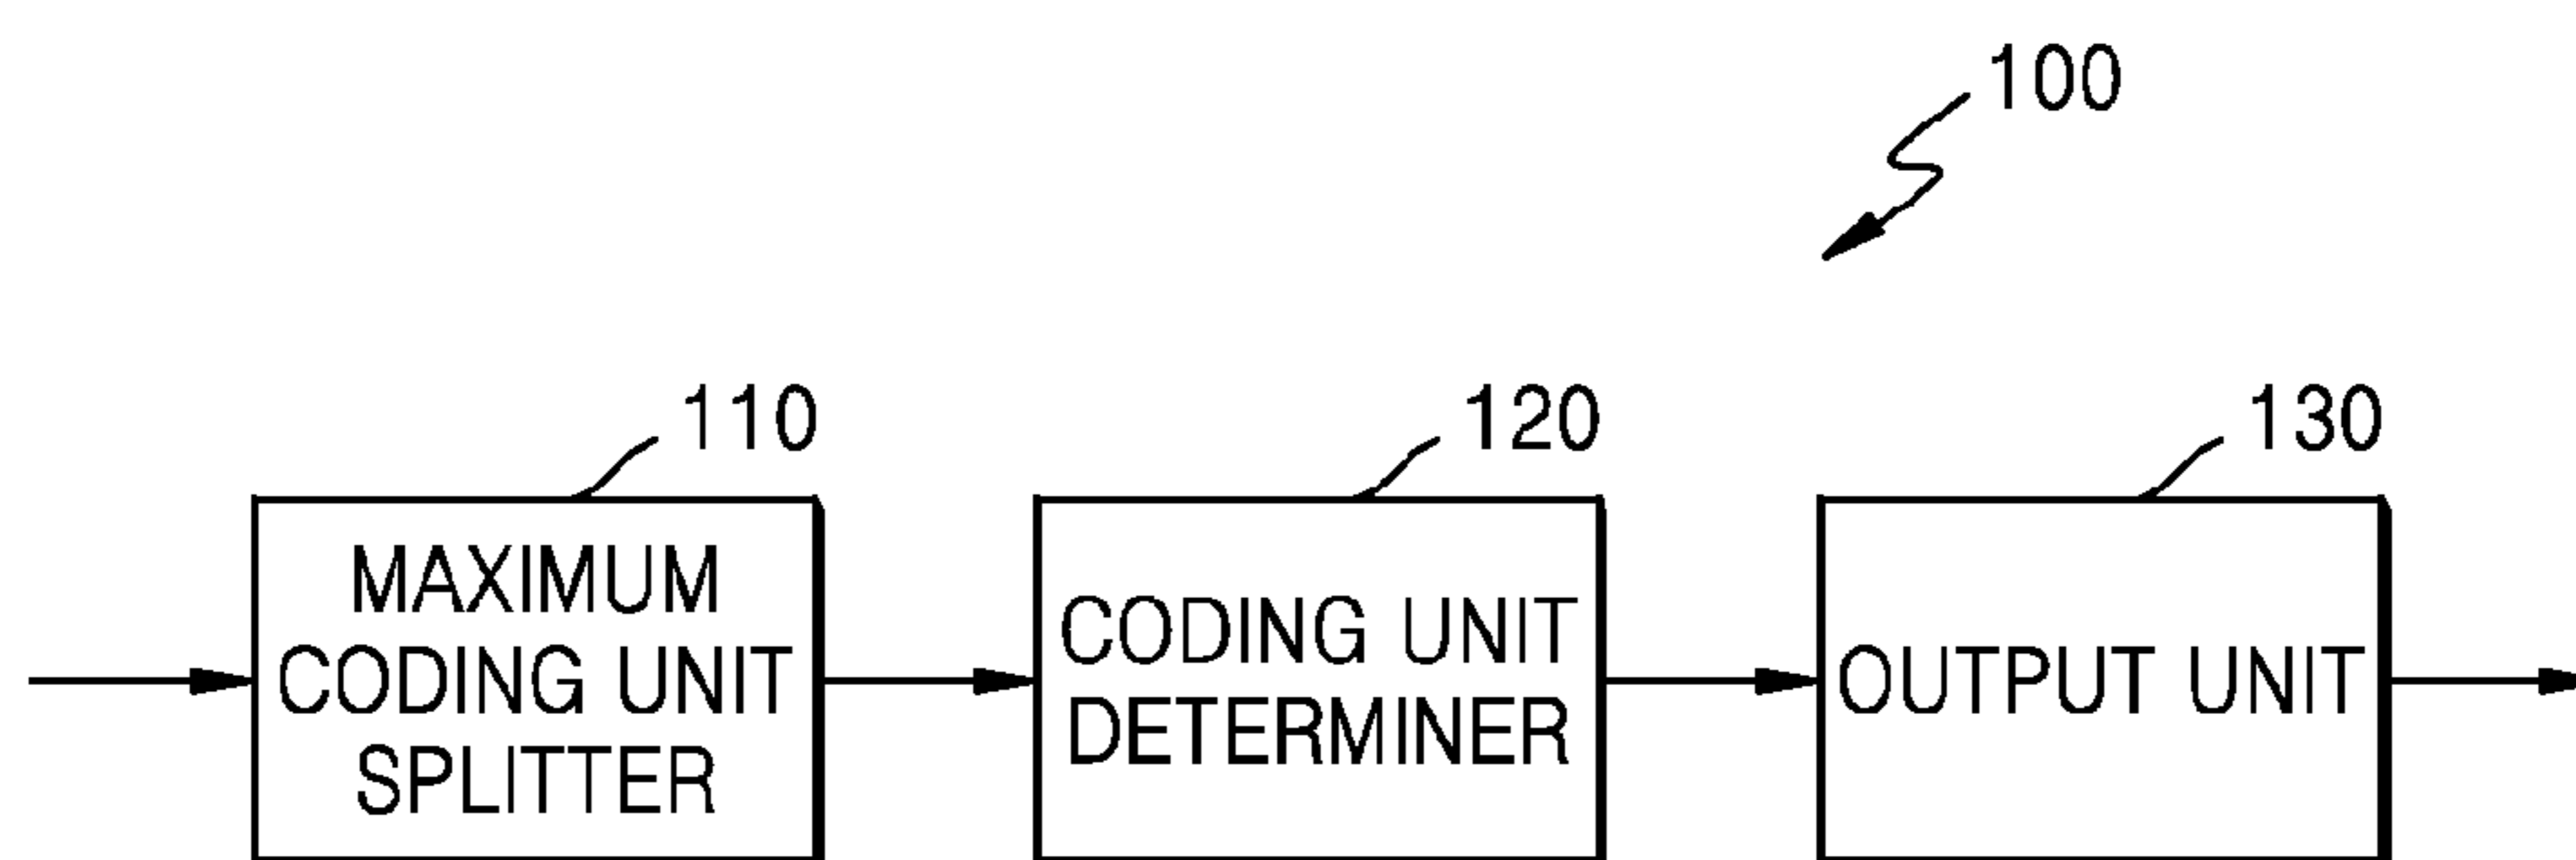 100
110
120
130
MAXIMUM
CODING UNIT
SPLITTER
CODING UNIT
DETERMINER
OUTPUT UNIT